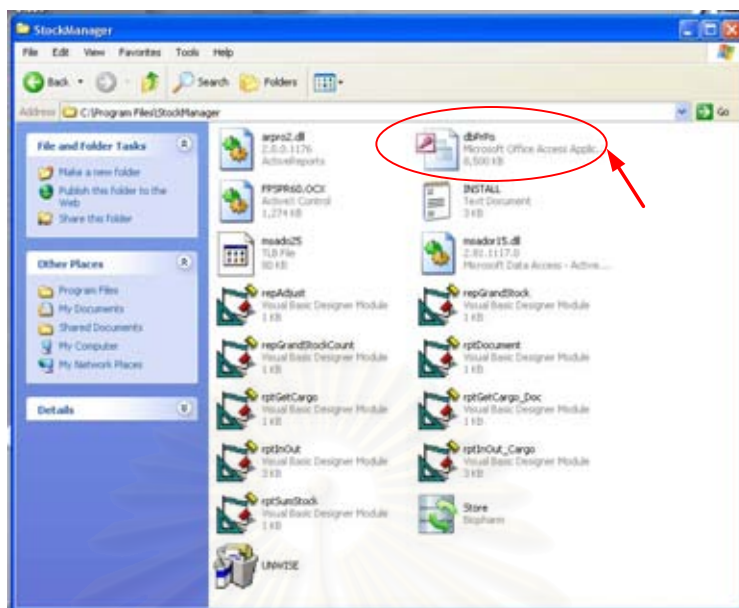 StockManager
File Edit View Favorites Tools Help
Back Search Folders
Address C:\Program Files\StockManager Go
File and Folder Tasks
Make a new folder
Publish this folder to the
Web
Share this folder
Other Places
Program Files
My Documents
Shared Documents
My Computer
My Network Places
Details
arpro2.dll
2.0.0.1176
ActiveReports
dbPrPo
Microsoft Office Access Applic...
6,500 KB
FPSPR60.OCX
ActiveX Control
1,274 KB
INSTALL
Text Document
3 KB
msado25
TLB File
80 KB
msador15.dll
2.81.1117.0
Microsoft Data Access - Active...
repAdjust
Visual Basic Designer Module
1 KB
repGrandStock
Visual Basic Designer Module
1 KB
repGrandStockCount
Visual Basic Designer Module
1 KB
rptDocument
Visual Basic Designer Module
1 KB
rptGetCargo
Visual Basic Designer Module
1 KB
rptGetCargo_Doc
Visual Basic Designer Module
1 KB
rptInOut
Visual Basic Designer Module
3 KB
rptInOut_Cargo
Visual Basic Designer Module
3 KB
rptSumStock
Visual Basic Designer Module
1 KB
Store
Biopharm
UNWISE